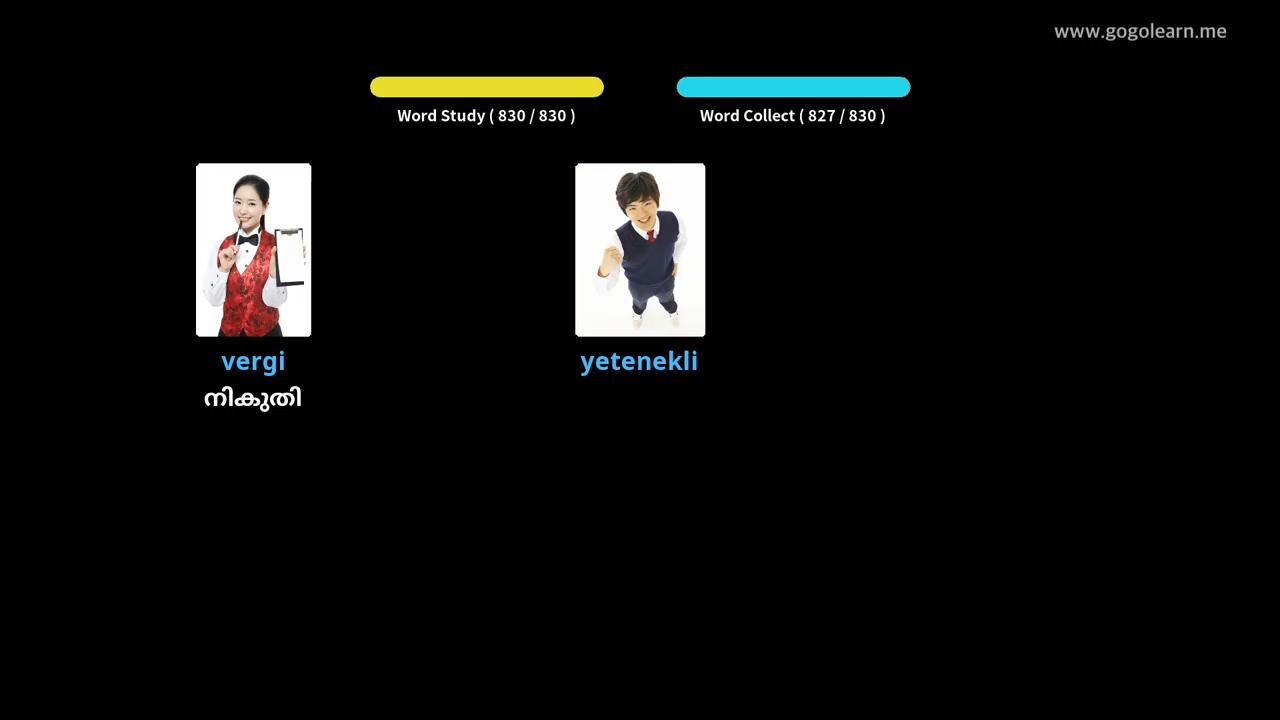 www.gogolearn.me
Word Study ( 830 / 830 )
Word Collect ( 827 / 830 )
vergi
നികുതി
yetenekli